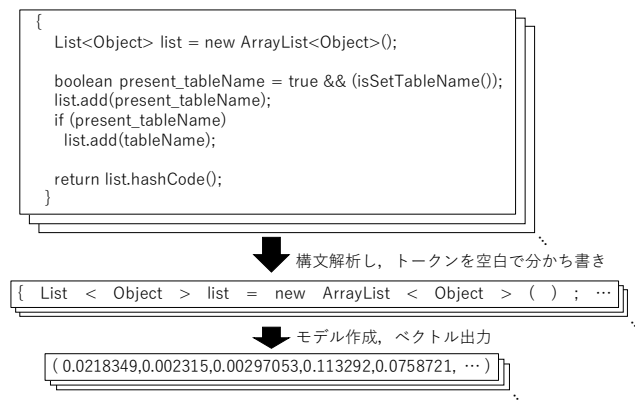 {
List<Object> list = new ArrayList<Object>();
boolean present_tableName = true && (isSetTableName());
list.add(present_tableName);
if (present_tableName)
list.add(tableName);
return list.hashCode();
}
構文解析し，トークンを空白で分かち書き
{ List < Object > list = new ArrayList < Object > ( ) ; …
モデル作成，ベクトル出力
( 0.0218349,0.002315,0.00297053,0.113292,0.0758721, … )